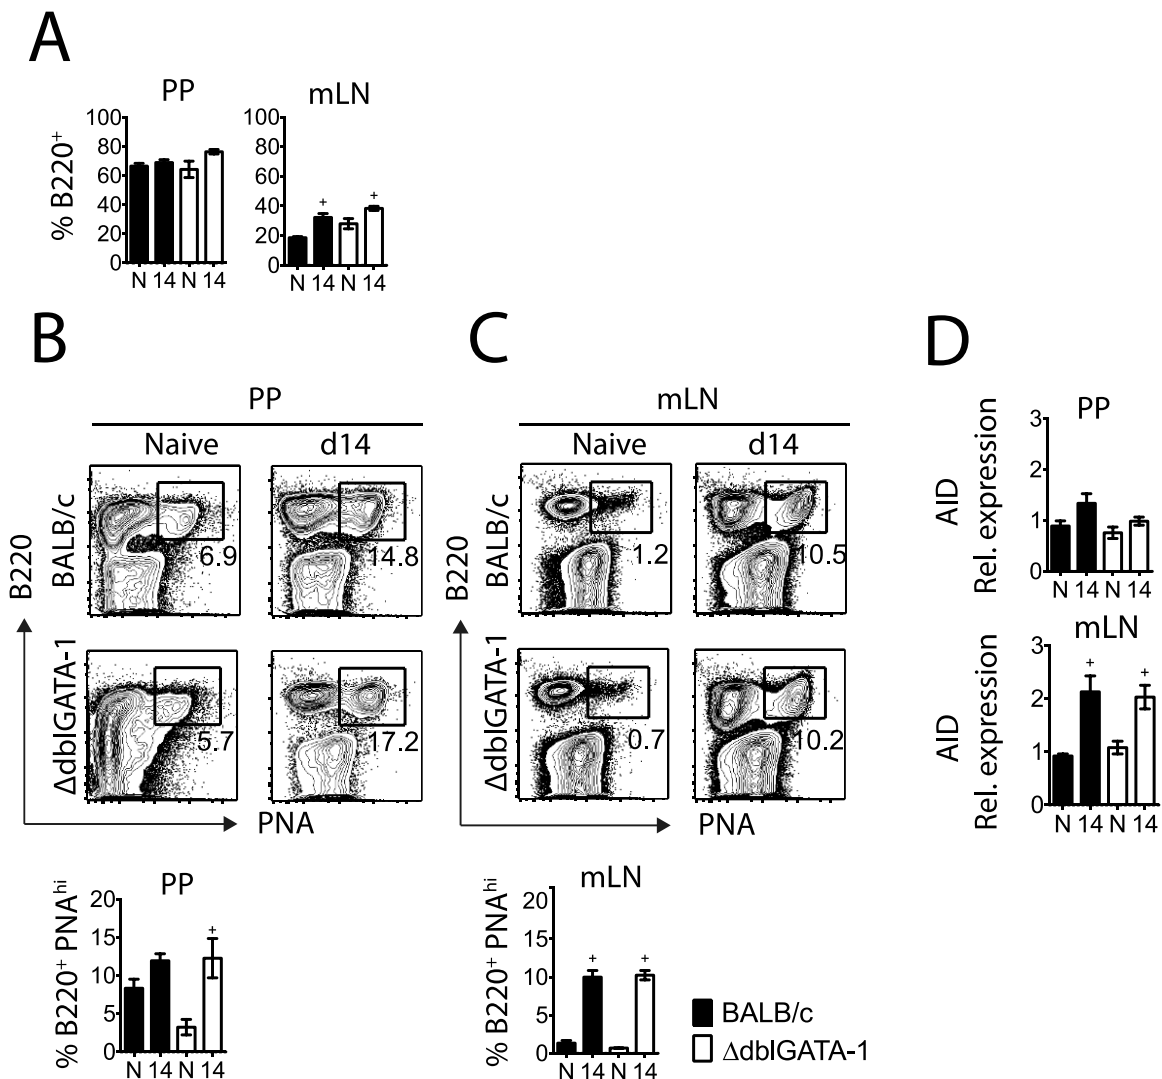 A
PP
mLN
% B220+
100
80
60
40
20
0
N 14 N 14
100
80
60
40
20
0
+
+
N 14 N 14
B
PP
Naive
d14
BALB/c
6.9
14.8
ΔdblGATA-1
5.7
17.2
B220
PNA
PP
% B220+ PNAhi
20
15
10
5
0
+
N 14 N 14
C
mLN
Naive
d14
BALB/c
1.2
10.5
ΔdblGATA-1
0.7
10.2
B220
PNA
mLN
% B220+ PNAhi
20
15
10
5
0
+
+
N 14 N 14
BALB/c
ΔdblGATA-1
D
PP
AID
Rel. expression
3
2
1
0
N 14 N 14
mLN
AID
Rel. expression
3
2
1
0
+
+
N 14 N 14